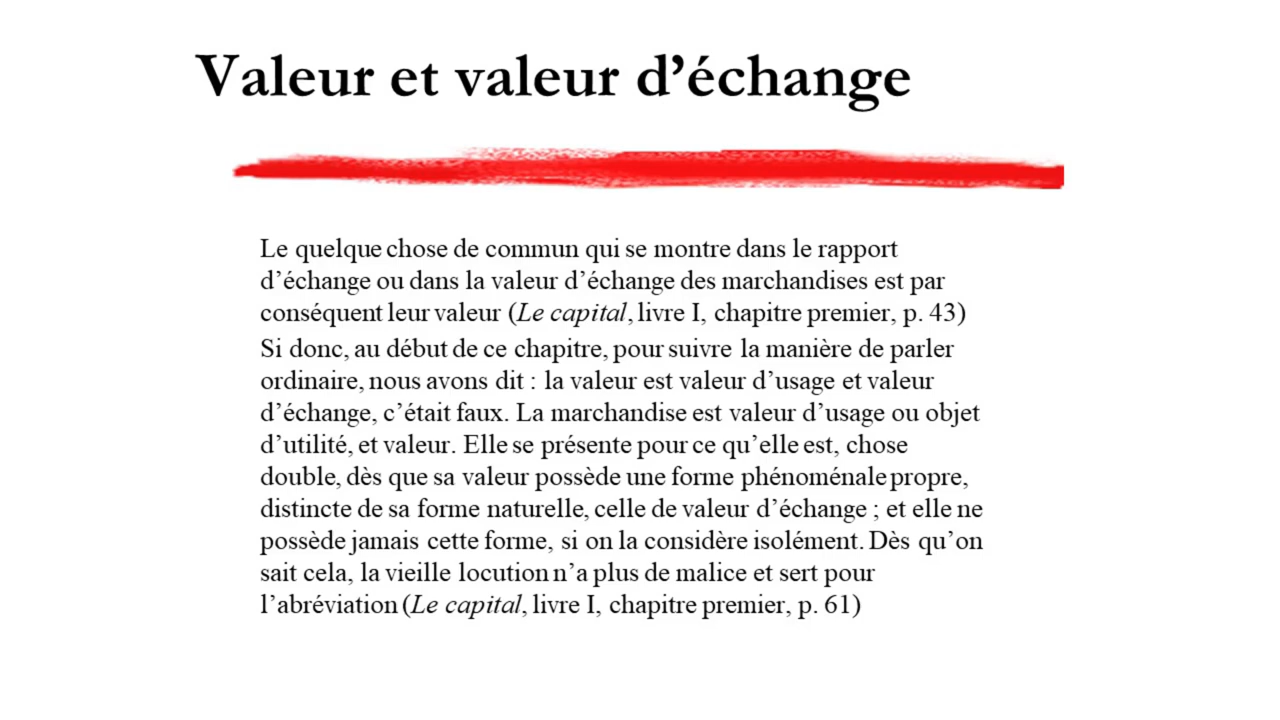 Valeur et valeur d’échange
Le quelque chose de commun qui se montre dans le rapport
d’échange ou dans la valeur d’échange des marchandises est par
conséquent leur valeur (Le capital, livre I, chapitre premier, p. 43)
Si donc, au début de ce chapitre, pour suivre la manière de parler
ordinaire, nous avons dit : la valeur est valeur d’usage et valeur
d’échange, c’était faux. La marchandise est valeur d’usage ou objet
d’utilité, et valeur. Elle se présente pour ce qu’elle est, chose
double, dès que sa valeur possède une forme phénoménale propre,
distincte de sa forme naturelle, celle de valeur d’échange ; et elle ne
possède jamais cette forme, si on la considère isolément. Dès qu’on
sait cela, la vieille locution n’a plus de malice et sert pour
l’abréviation (Le capital, livre I, chapitre premier, p. 61)